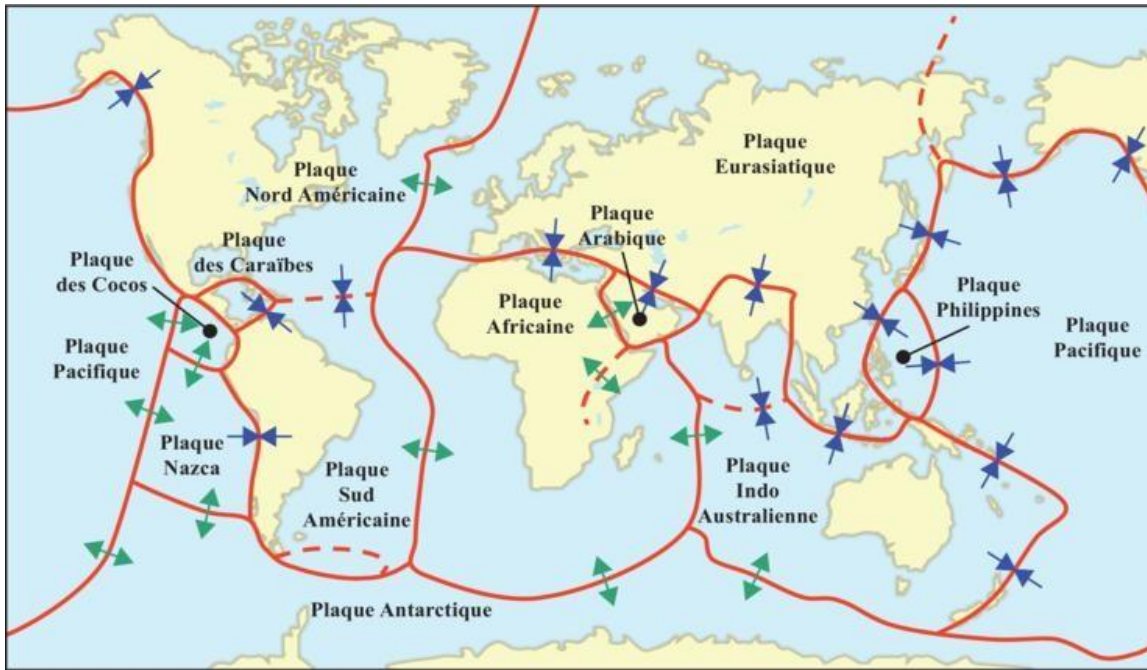 Plaque
Nord Américaine
Plaque
Eurasiatique
Plaque
des Caraïbes
Plaque
des Cocos
Plaque
Arabique
Plaque
Africaine
Plaque
Philippines
Plaque
Pacifique
Plaque
Pacifique
Plaque
Nazca
Plaque
Sud
Américaine
Plaque
Indo
Australienne
Plaque Antarctique